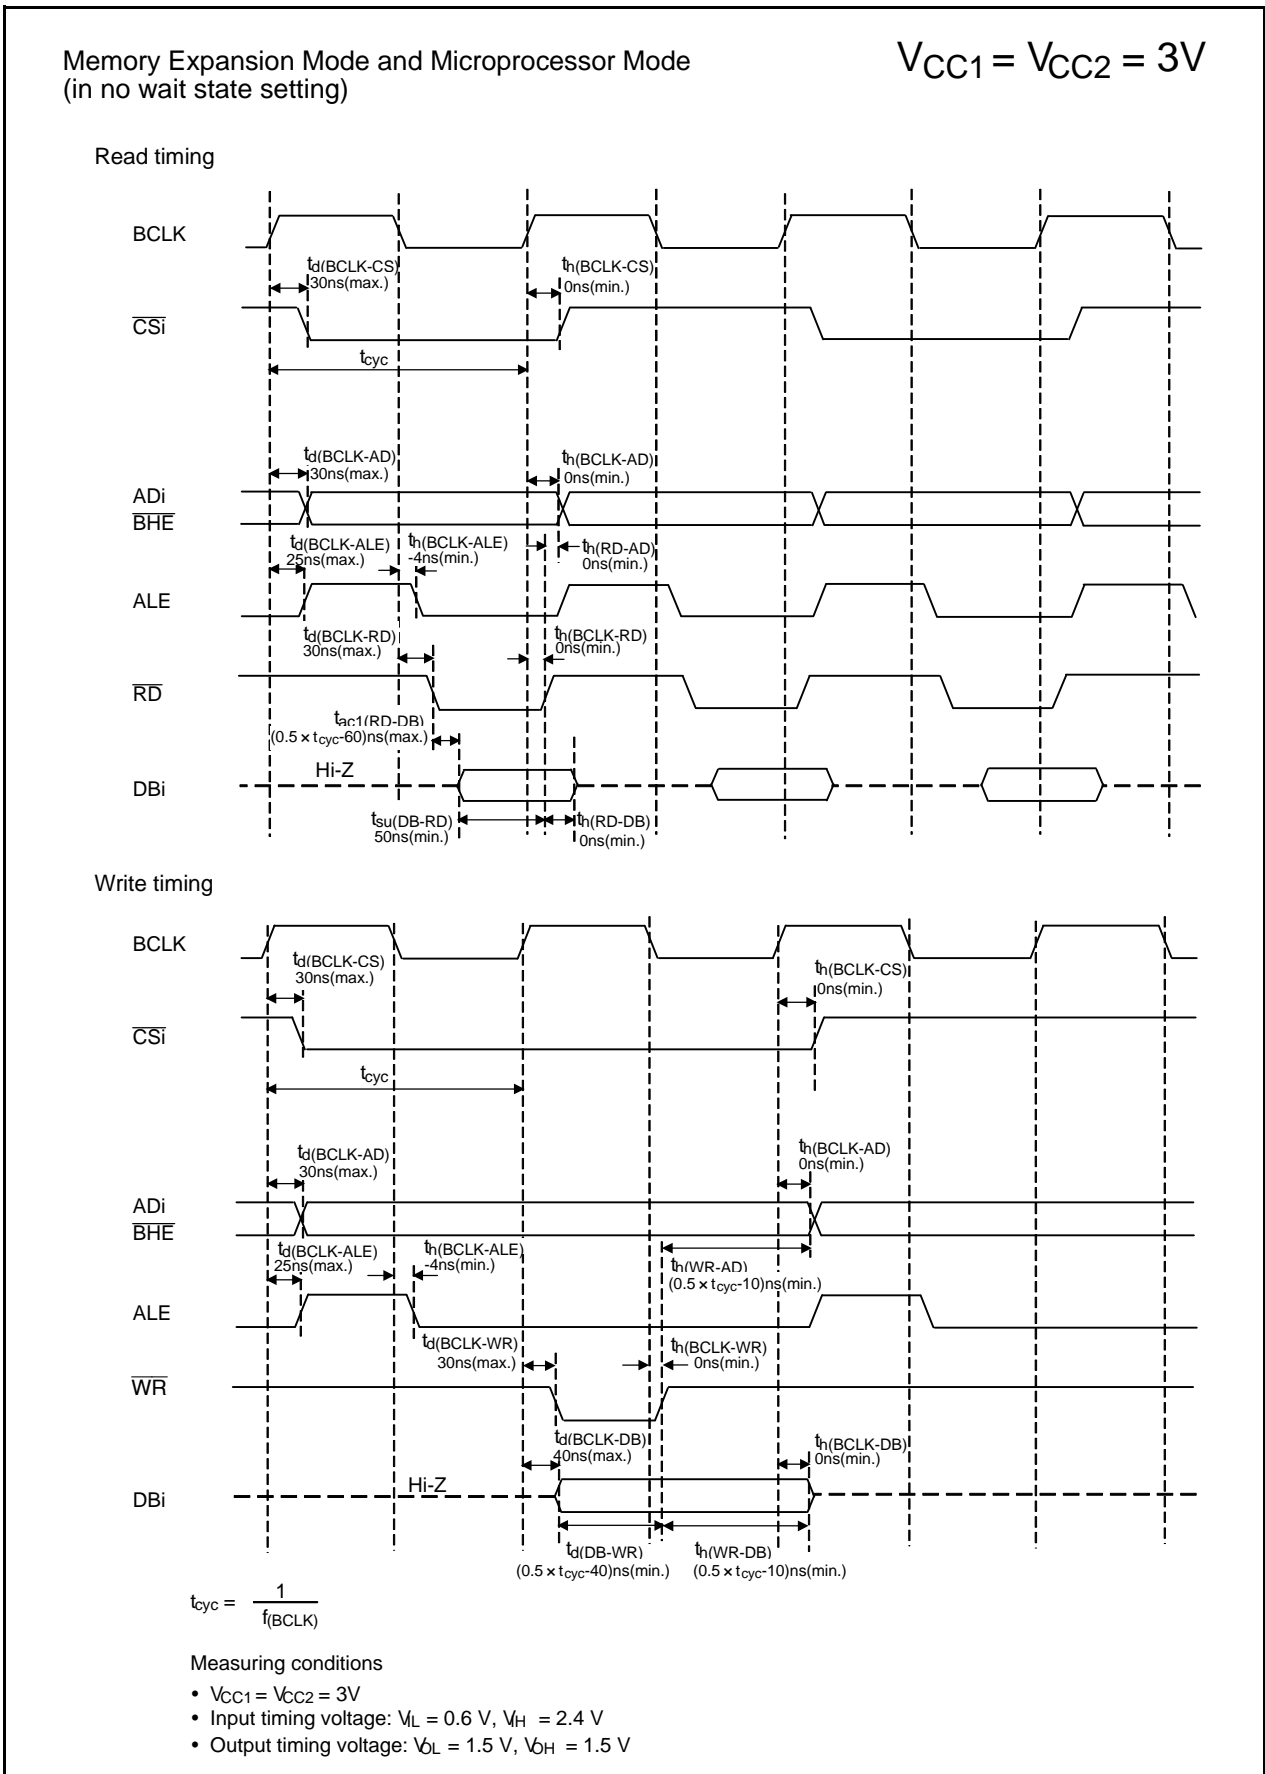 Memory Expansion Mode and Microprocessor Mode
(in no wait state setting)
VCC1 = VCC2 = 3V
Read timing
BCLK
td(BCLK-CS)
30ns(max.)
th(BCLK-CS)
0ns(min.)
CSi
tcyc
td(BCLK-AD)
30ns(max.)
th(BCLK-AD)
0ns(min.)
ADi
BHE
td(BCLK-ALE)
25ns(max.)
th(BCLK-ALE)
-4ns(min.)
th(RD-AD)
0ns(min.)
ALE
td(BCLK-RD)
30ns(max.)
th(BCLK-RD)
0ns(min.)
RD
tac1(RD-DB)
(0.5 × tcyc-60)ns(max.)
Hi-Z
DBi
tsu(DB-RD)
50ns(min.)
th(RD-DB)
0ns(min.)
Write timing
BCLK
td(BCLK-CS)
30ns(max.)
th(BCLK-CS)
0ns(min.)
CSi
tcyc
td(BCLK-AD)
30ns(max.)
th(BCLK-AD)
0ns(min.)
ADi
BHE
td(BCLK-ALE)
25ns(max.)
th(BCLK-ALE)
-4ns(min.)
th(WR-AD)
(0.5 × tcyc-10)ns(min.)
ALE
td(BCLK-WR)
30ns(max.)
th(BCLK-WR)
0ns(min.)
WR
td(BCLK-DB)
40ns(max.)
th(BCLK-DB)
0ns(min.)
Hi-Z
DBi
td(DB-WR)
(0.5 × tcyc-40)ns(min.)
th(WR-DB)
(0.5 × tcyc-10)ns(min.)
tcyc = 1
f(BCLK)
Measuring conditions
• VCC1 = VCC2 = 3V
• Input timing voltage: VIL = 0.6 V, VIH = 2.4 V
• Output timing voltage: VOL = 1.5 V, VOH = 1.5 V